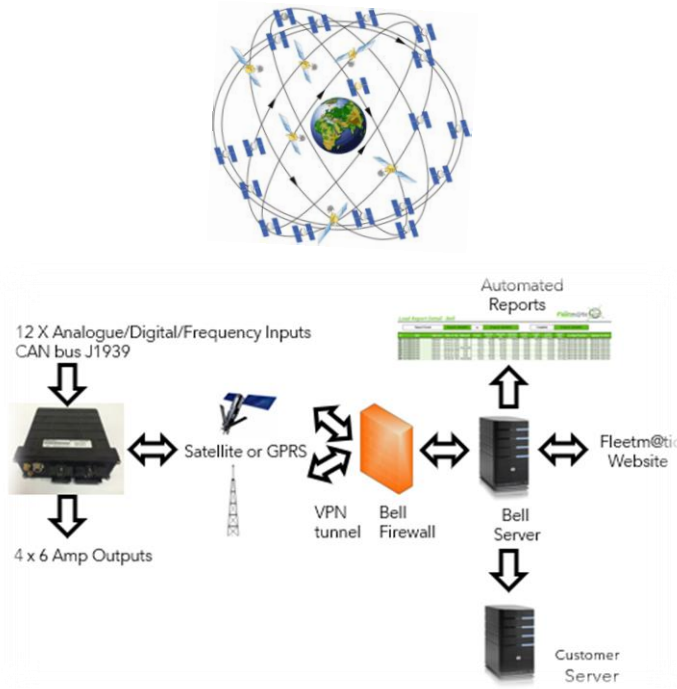 Automated
Reports
12 X Analogue/Digital/Frequency Inputs
CAN bus J1939
Satellite or GPRS
Fleetm@tic
Website
VPN
tunnel
Bell
Firewall
Bell
Server
4 x 6 Amp Outputs
Customer
Server